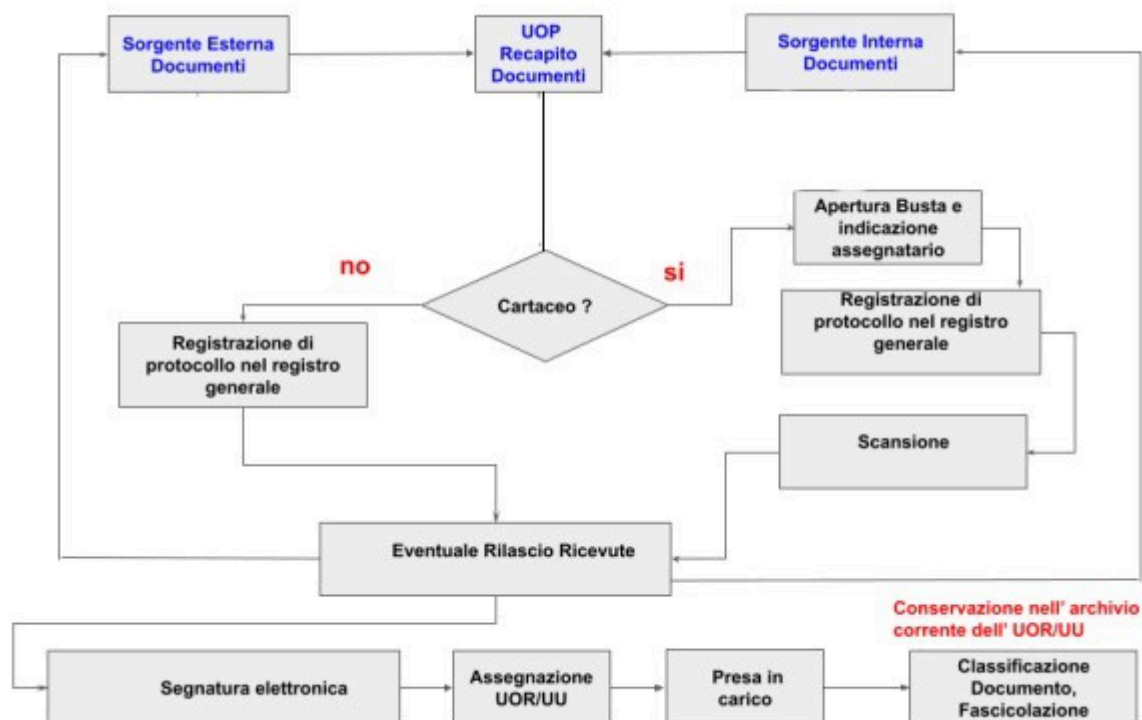 Sorgente Esterna
Documenti
UOP
Recapito
Documenti
Sorgente Interna
Documenti
Apertura Busta e
indicazione
assegnatario
no
si
Cartaceo ?
Registrazione di
protocollo nel registro
generale
Registrazione di
protocollo nel registro
generale
Scansione
Eventuale Rilascio Ricevute
Conservazione nell' archivio
corrente dell' UOR/UU
Segnatura elettronica
Assegnazione
UOR/UU
Presa in
carico
Classificazione
Documento,
Fascicolazione